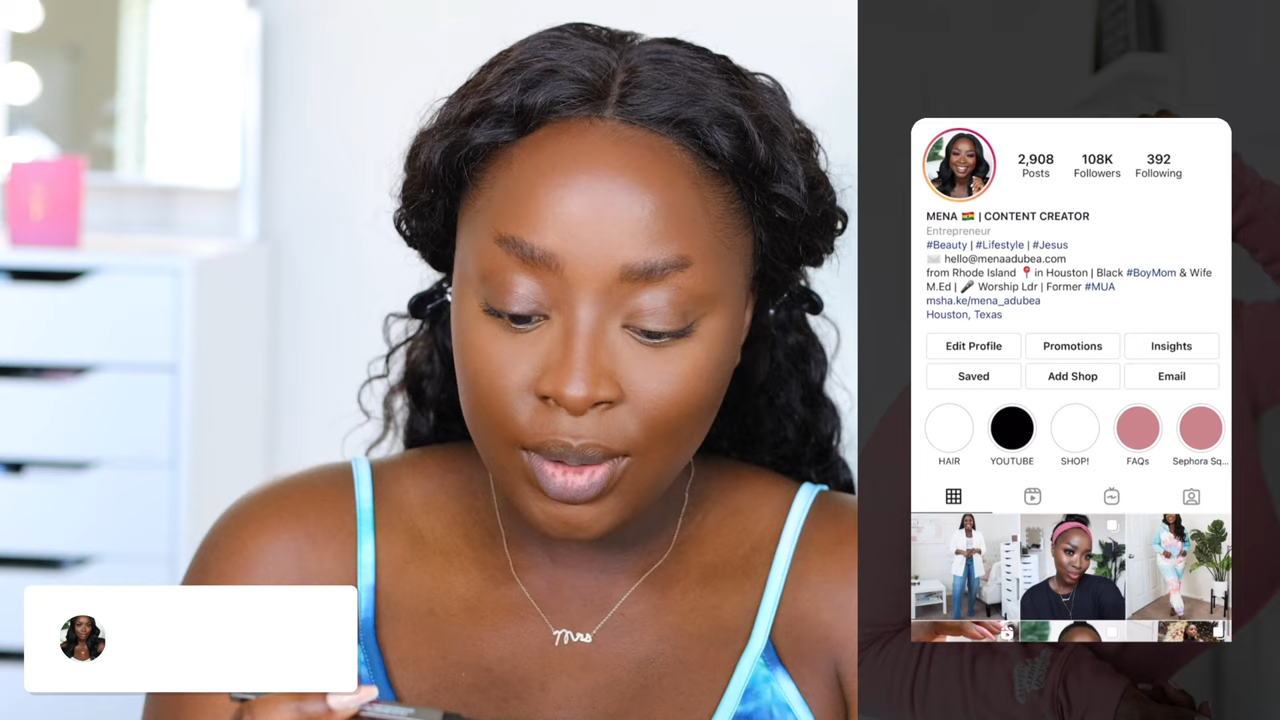 Mrs
2,908 108K 392
Posts Followers Following
MENA 🇬🇭 | CONTENT CREATOR
Entrepreneur
#Beauty | #Lifestyle | #Jesus
✉️ hello@menaadubea.com
from Rhode Island 📍in Houston | Black #BoyMom & Wife
M.Ed | 🎤 Worship Ldr | Former #MUA
msha.ke/mena_adubea
Houston, Texas
Edit Profile Promotions Insights
Saved Add Shop Email
HAIR YOUTUBE SHOP! FAQs Sephora Sq...